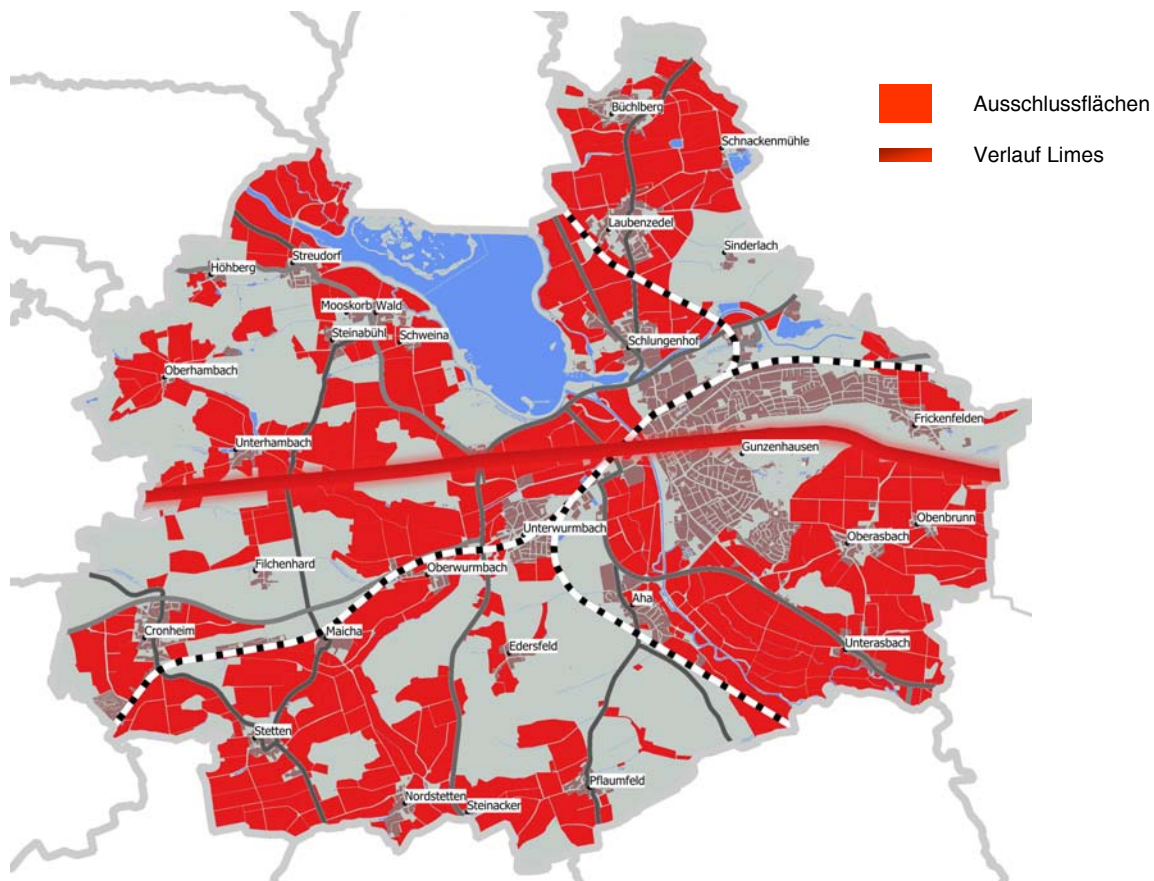 Büchlberg
Ausschlussflächen
Schnackenmühle
Verlauf Limes
Laubenzedel
Sinderlach
Streudorf
Höhberg
Mooskorb
Wald
Steinabühl
Schweina
Schlungenhof
Oberhambach
Frickenfelden
Unterhambach
Gunzenhausen
Obenbrunn
Unterwurmbach
Oberasbach
Filchenhard
Oberwurmbach
Aha
Cronheim
Maicha
Edersfeld
Unterasbach
Stetten
Pflaumfeld
Nordstetten
Steinacker